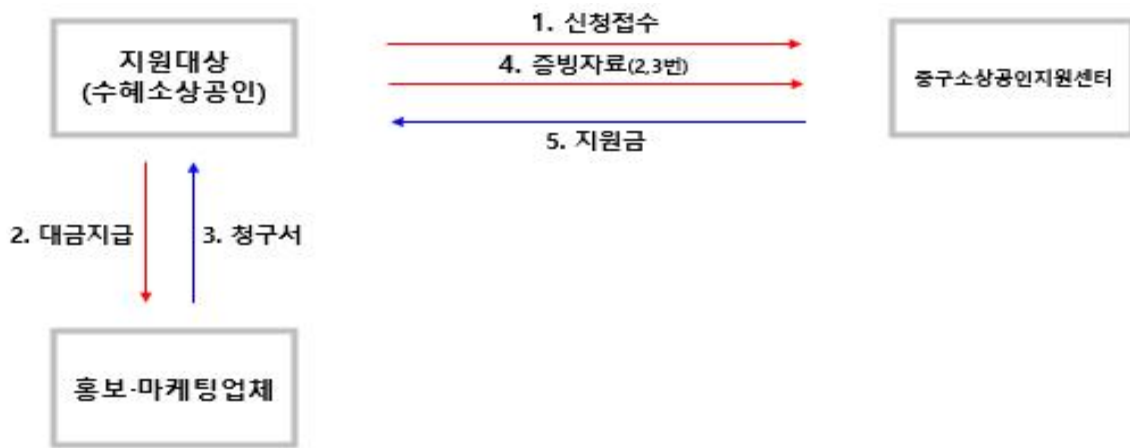 1. 신청접수
지원대상
(수혜소상공인)
4. 증빙자료(2,3번)
중구소상공인지원센터
5. 지원금
2. 대금지급
3. 청구서
홍보·마케팅업체